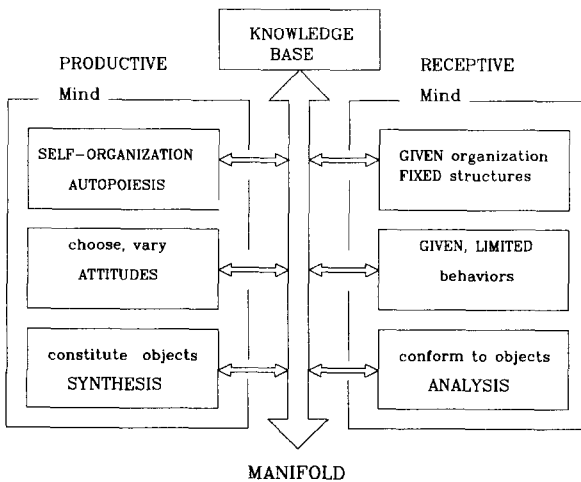 KNOWLEDGE
BASE
PRODUCTIVE
Mind
SELF-ORGANIZATION
AUTOPOIESIS
choose, vary
ATTITUDES
constitute objects
SYNTHESIS
RECEPTIVE
Mind
GIVEN organization
FIXED structures
GIVEN, LIMITED
behaviors
conform to objects
ANALYSIS
MANIFOLD